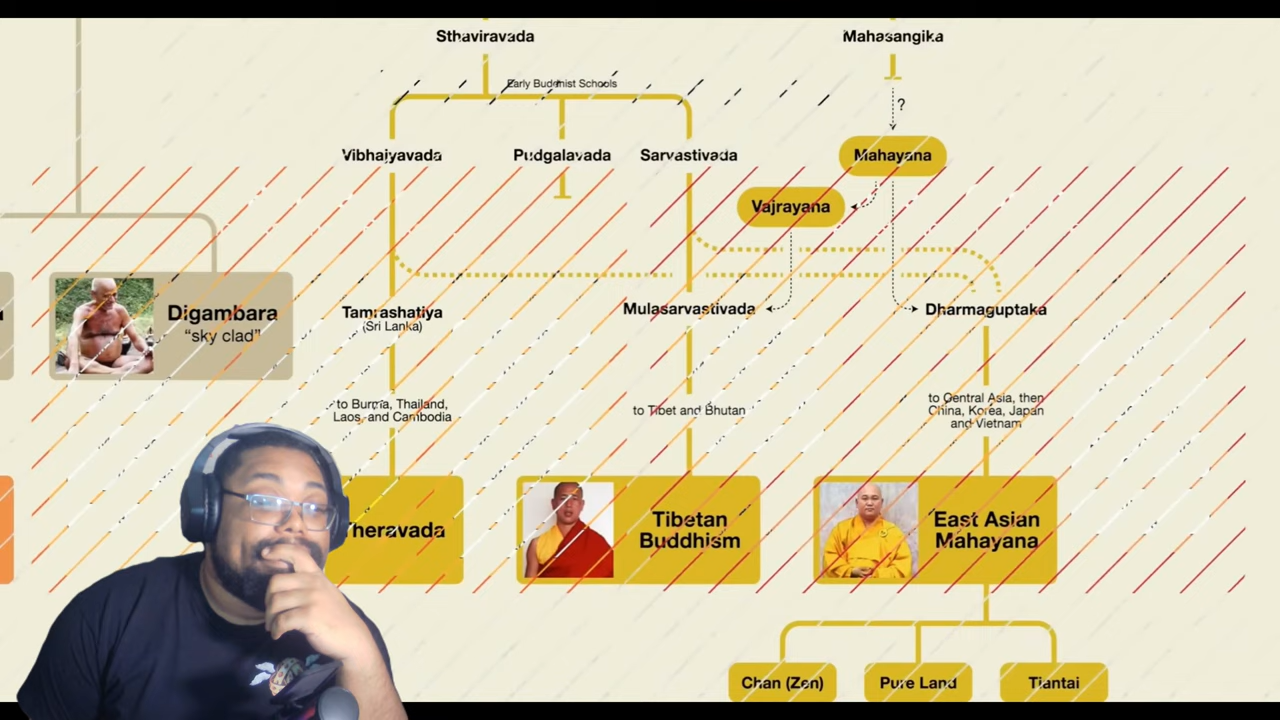 Sthaviravada
Mahasangika
Early Buddhist Schools
?
Vibhajyavada
Pudgalavada
Sarvastivada
Mahayana
Vajrayana
Digambara
“sky clad”
Tamrashatiya
(Sri Lanka)
Mulasarvastivada
Dharmaguptaka
to Burma, Thailand,
Laos, and Cambodia
to Tibet and Bhutan
to Central Asia, then
China, Korea, Japan
and Vietnam
Theravada
Tibetan
Buddhism
East Asian
Mahayana
Chan (Zen)
Pure Land
Tiantai